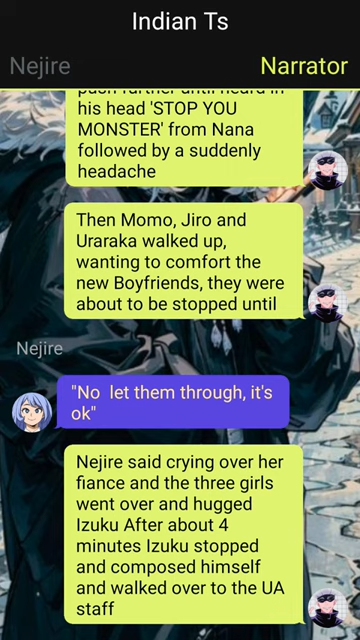 Indian Ts
Nejire
Narrator
push further until heard in
his head 'STOP YOU
MONSTER' from Nana
followed by a suddenly
headache
Then Momo, Jiro and
Uraraka walked up,
wanting to comfort the
new Boyfriends, they were
about to be stopped until
Nejire
"No  let them through, it's
ok"
Nejire said crying over her
fiance and the three girls
went over and hugged
Izuku After about 4
minutes Izuku stopped
and composed himself
and walked over to the UA
staff